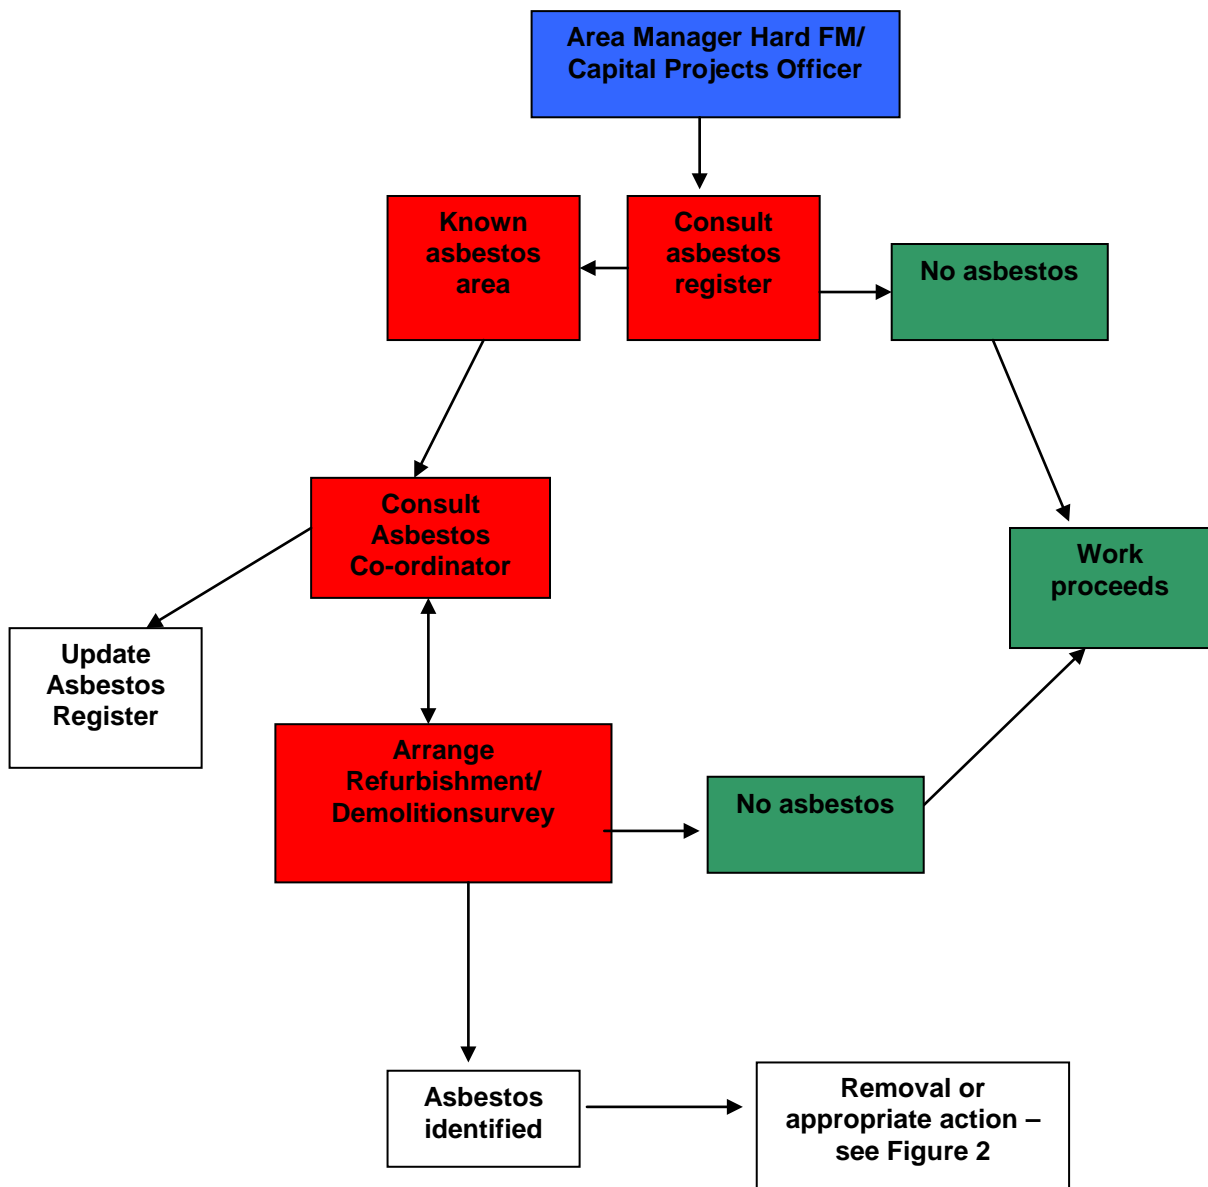 Area Manager Hard FM/
Capital Projects Officer
Known
asbestos
area
Consult
asbestos
register
No asbestos
Consult
Asbestos
Co-ordinator
Work
proceeds
Update
Asbestos
Register
Arrange
Refurbishment/
Demolitionsurvey
No asbestos
Asbestos
identified
Removal or
appropriate action –
see Figure 2